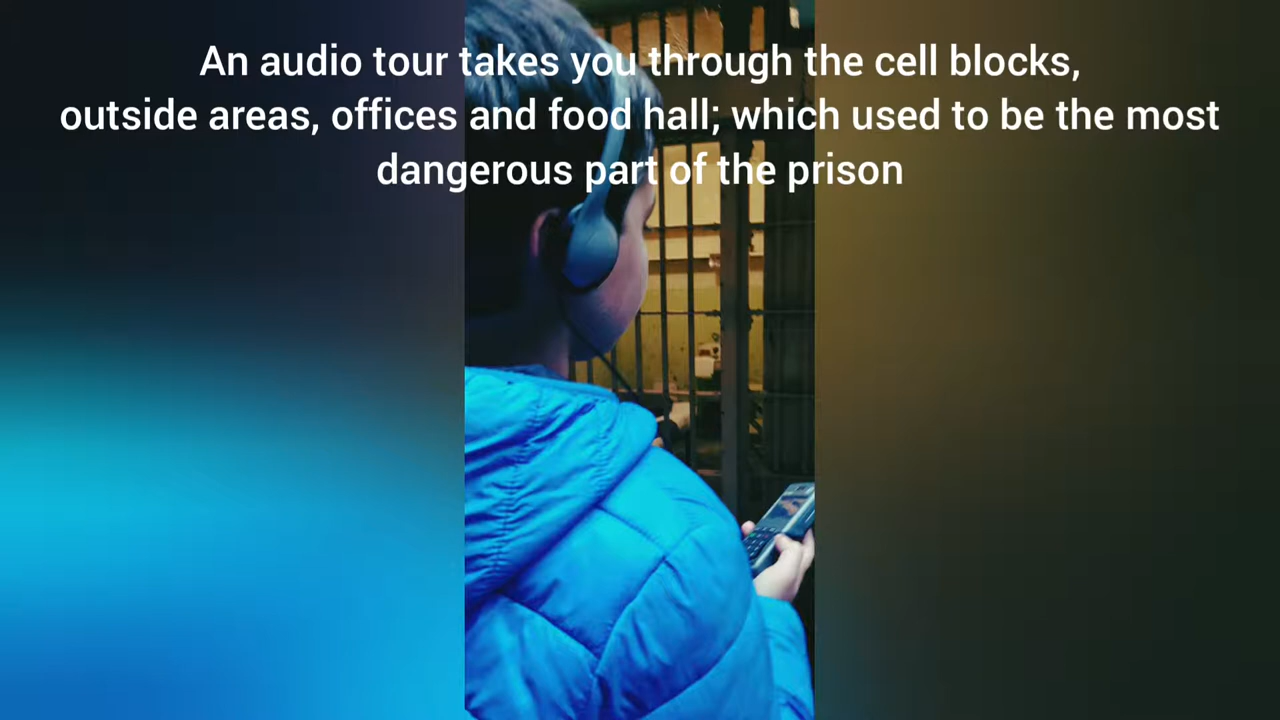 An audio tour takes you through the cell blocks,
outside areas, offices and food hall; which used to be the most
dangerous part of the prison